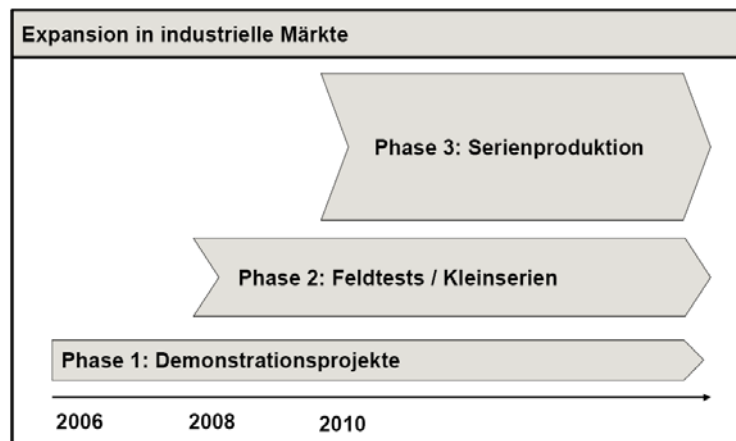 Expansion in industrielle Märkte
Phase 3: Serienproduktion
Phase 2: Feldtests / Kleinserien
Phase 1: Demonstrationsprojekte
2006 2008 2010